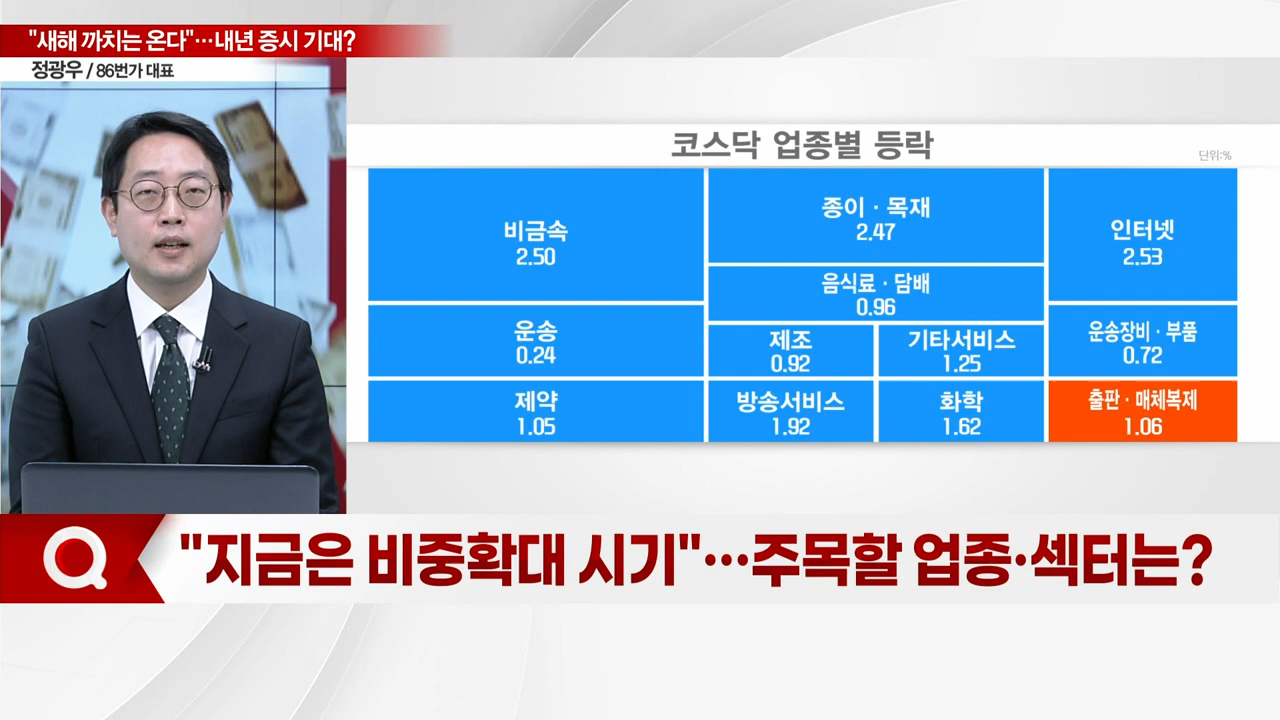 "새해 까치는 온다"…내년 증시 기대?
정광우 / 86번가 대표
코스닥 업종별 등락
단위:%
비금속
2.50
종이 · 목재
2.47
인터넷
2.53
음식료 · 담배
0.96
운송
0.24
제조
0.92
기타서비스
1.25
운송장비 · 부품
0.72
제약
1.05
방송서비스
1.92
화학
1.62
출판 · 매체복제
1.06
"지금은 비중확대 시기"…주목할 업종·섹터는?